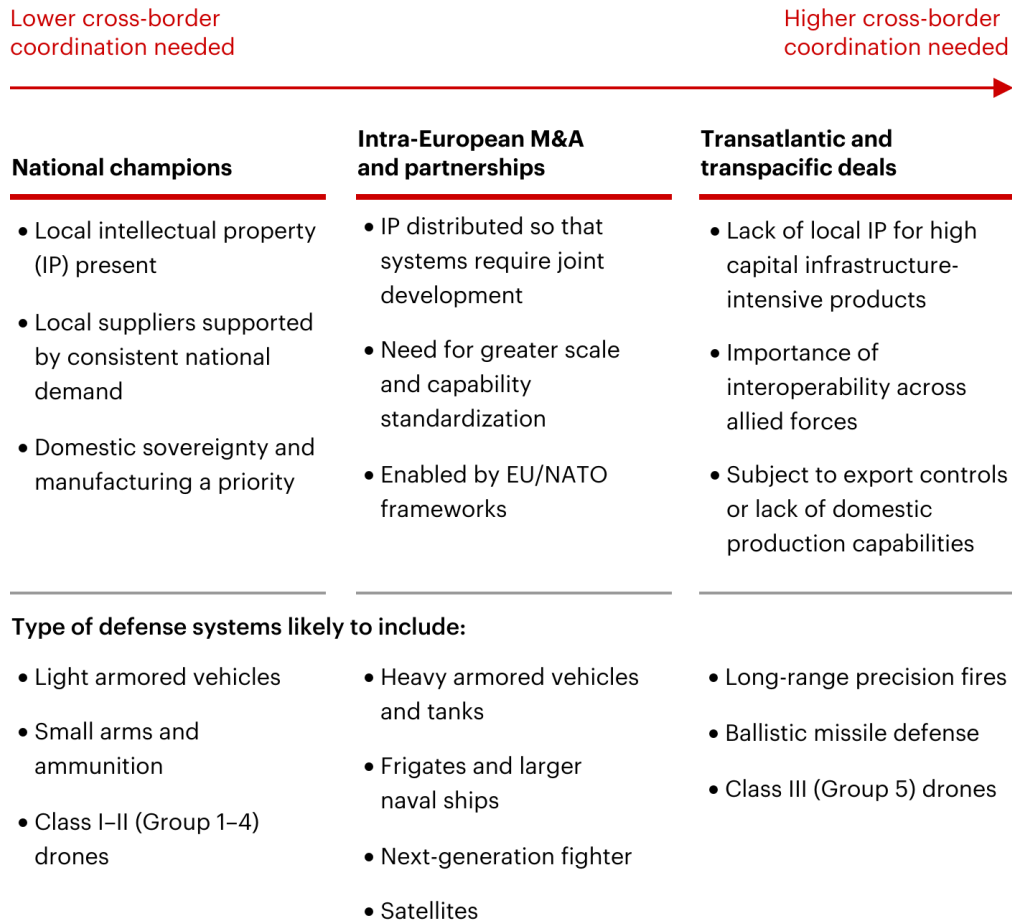 Lower cross-border
coordination needed
Higher cross-border
coordination needed
National champions
• Local intellectual property
(IP) present
• Local suppliers supported
by consistent national
demand
• Domestic sovereignty and
manufacturing a priority
Intra-European M&A
and partnerships
• IP distributed so that
systems require joint
development
• Need for greater scale
and capability
standardization
• Enabled by EU/NATO
frameworks
Transatlantic and
transpacific deals
• Lack of local IP for high
capital infrastructure-
intensive products
• Importance of
interoperability across
allied forces
• Subject to export controls
or lack of domestic
production capabilities
Type of defense systems likely to include:
• Light armored vehicles
• Small arms and
ammunition
• Class I–II (Group 1–4)
drones
• Heavy armored vehicles
and tanks
• Frigates and larger
naval ships
• Next-generation fighter
• Satellites
• Long-range precision fires
• Ballistic missile defense
• Class III (Group 5) drones